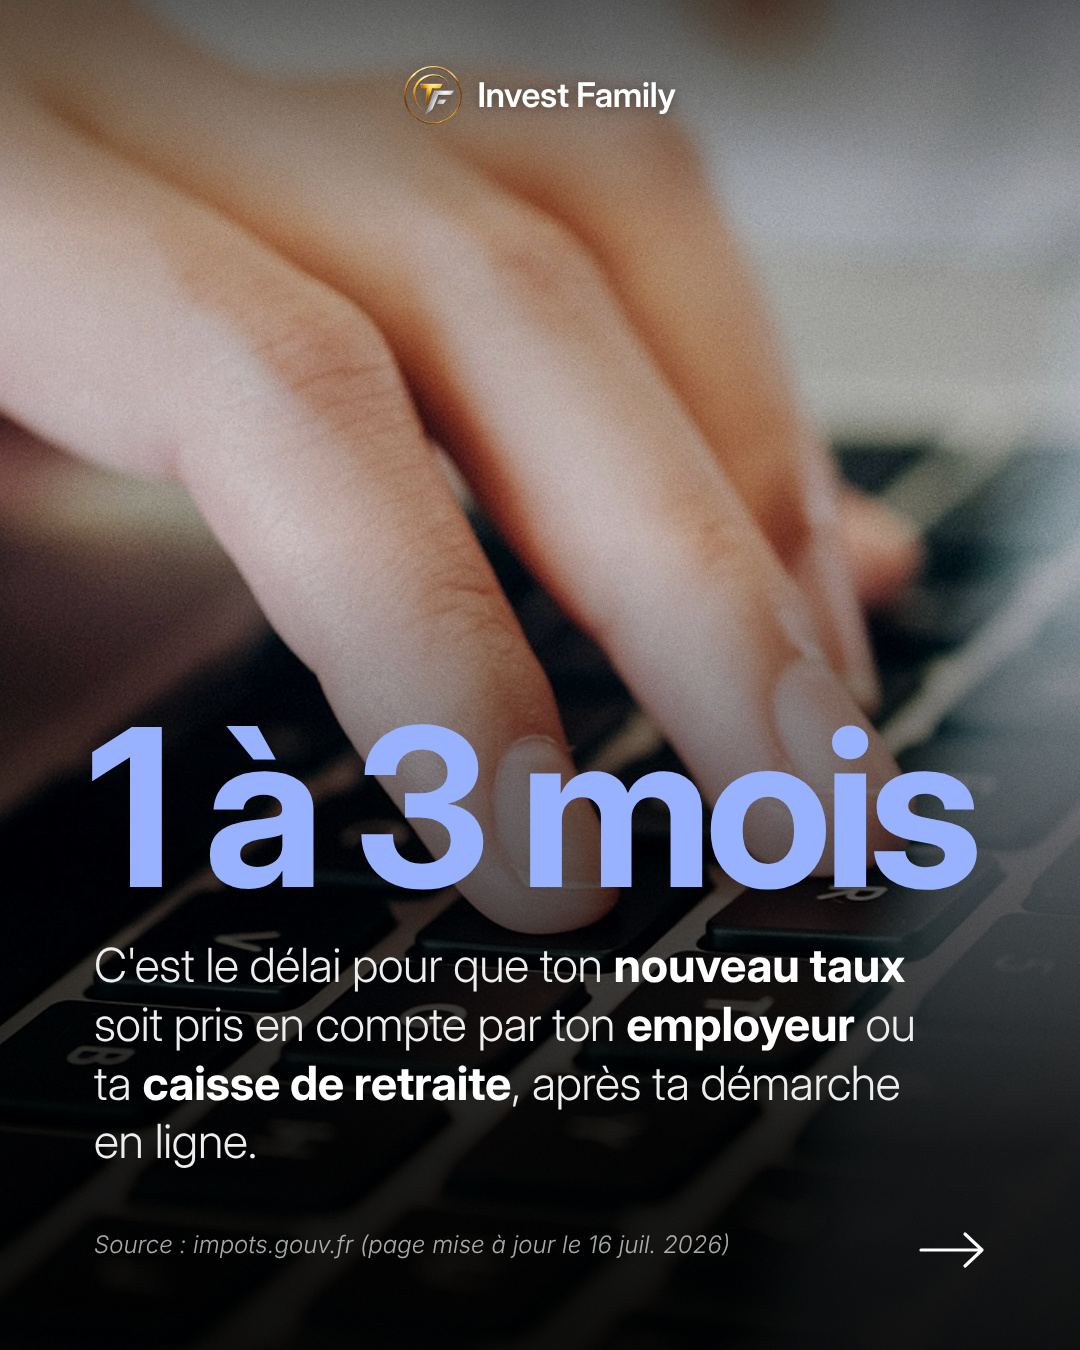 Invest Family
1 à 3 mois
C'est le délai pour que ton nouveau taux
soit pris en compte par ton employeur ou
ta caisse de retraite, après ta démarche
en ligne.
Source : impots.gouv.fr (page mise à jour le 16 juil. 2026)